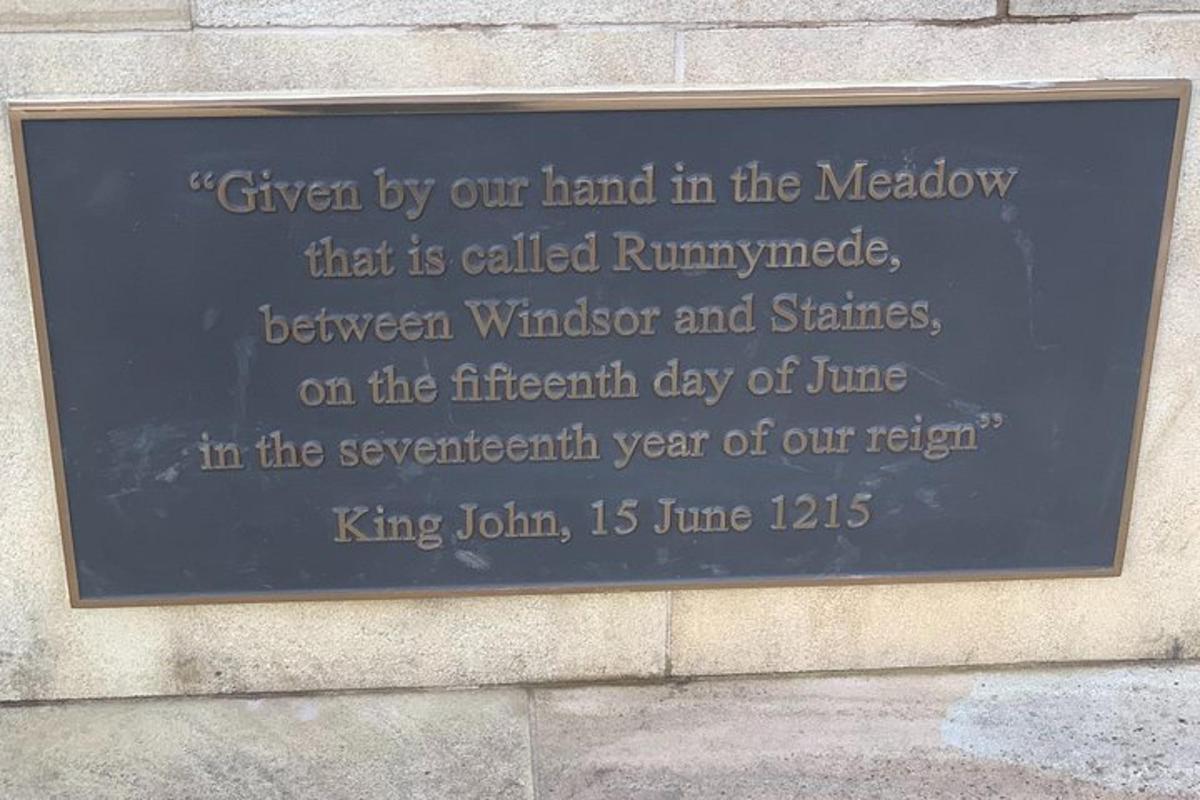 “Given by our hand in the Meadow
that is called Runnymede,
between Windsor and Staines,
on the fifteenth day of June
in the seventeenth year of our reign”
King John, 15 June 1215